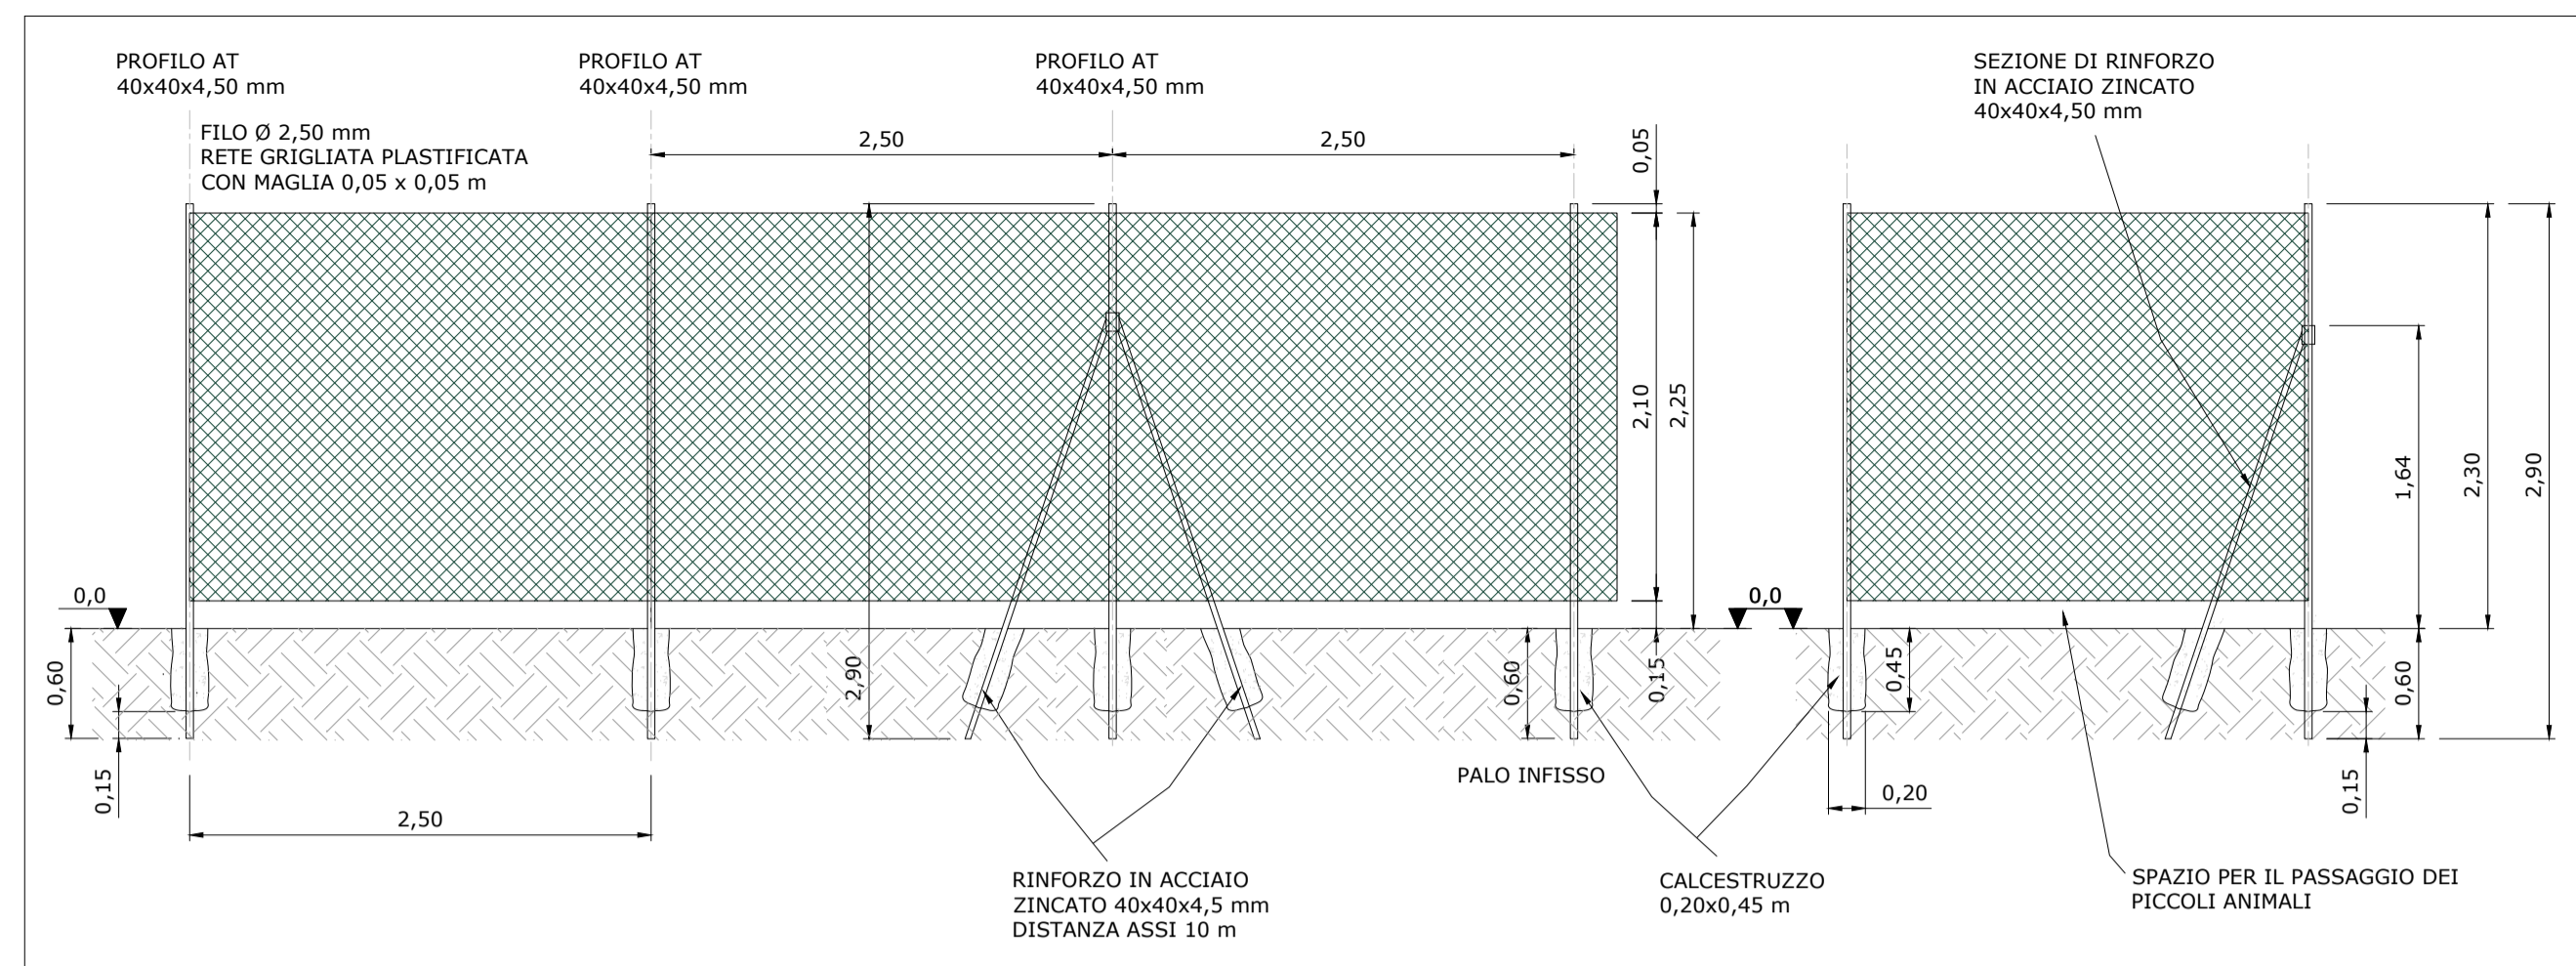 PROFILO AT
40x40x4,50 mm
PROFILO AT
40x40x4,50 mm
PROFILO AT
40x40x4,50 mm
SEZIONE DI RINFORZO
IN ACCIAIO ZINCATO
40x40x4,50 mm
FILO Ø 2,50 mm
RETE GRIGLIATA PLASTIFICATA
CON MAGLIA 0,05 x 0,05 m
2,50
2,50
0,05
2,10
2,25
1,64
2,30
2,90
0,0
0,0
0,60
0,15
2,90
0,60
0,15
0,45
0,60
0,15
0,20
2,50
PALO INFISSO
RINFORZO IN ACCIAIO
ZINCATO 40x40x4,5 mm
DISTANZA ASSI 10 m
CALCESTRUZZO
0,20x0,45 m
SPAZIO PER IL PASSAGGIO DEI
PICCOLI ANIMALI